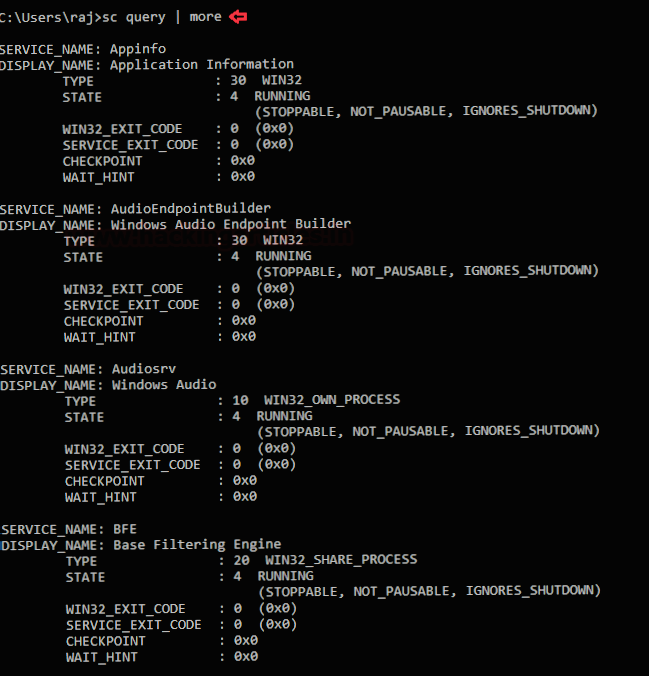 C:\Users\raj>sc query | more
SERVICE_NAME: Appinfo
DISPLAY_NAME: Application Information
TYPE : 30 WIN32
STATE : 4 RUNNING
(STOPPABLE, NOT_PAUSABLE, IGNORES_SHUTDOWN)
WIN32_EXIT_CODE : 0 (0x0)
SERVICE_EXIT_CODE : 0 (0x0)
CHECKPOINT : 0x0
WAIT_HINT : 0x0
SERVICE_NAME: AudioEndpointBuilder
DISPLAY_NAME: Windows Audio Endpoint Builder
TYPE : 30 WIN32
STATE : 4 RUNNING
(STOPPABLE, NOT_PAUSABLE, IGNORES_SHUTDOWN)
WIN32_EXIT_CODE : 0 (0x0)
SERVICE_EXIT_CODE : 0 (0x0)
CHECKPOINT : 0x0
WAIT_HINT : 0x0
SERVICE_NAME: Audiosrv
DISPLAY_NAME: Windows Audio
TYPE : 10 WIN32_OWN_PROCESS
STATE : 4 RUNNING
(STOPPABLE, NOT_PAUSABLE, IGNORES_SHUTDOWN)
WIN32_EXIT_CODE : 0 (0x0)
SERVICE_EXIT_CODE : 0 (0x0)
CHECKPOINT : 0x0
WAIT_HINT : 0x0
SERVICE_NAME: BFE
DISPLAY_NAME: Base Filtering Engine
TYPE : 20 WIN32_SHARE_PROCESS
STATE : 4 RUNNING
(STOPPABLE, NOT_PAUSABLE, IGNORES_SHUTDOWN)
WIN32_EXIT_CODE : 0 (0x0)
SERVICE_EXIT_CODE : 0 (0x0)
CHECKPOINT : 0x0
WAIT_HINT : 0x0